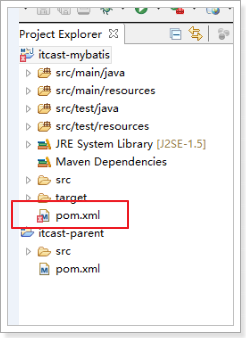 Project Explorer
itcast-mybatis
src/main/java
src/main/resources
src/test/java
src/test/resources
JRE System Library [J2SE-1.5]
Maven Dependencies
src
target
pom.xml
itcast-parent
src
pom.xml